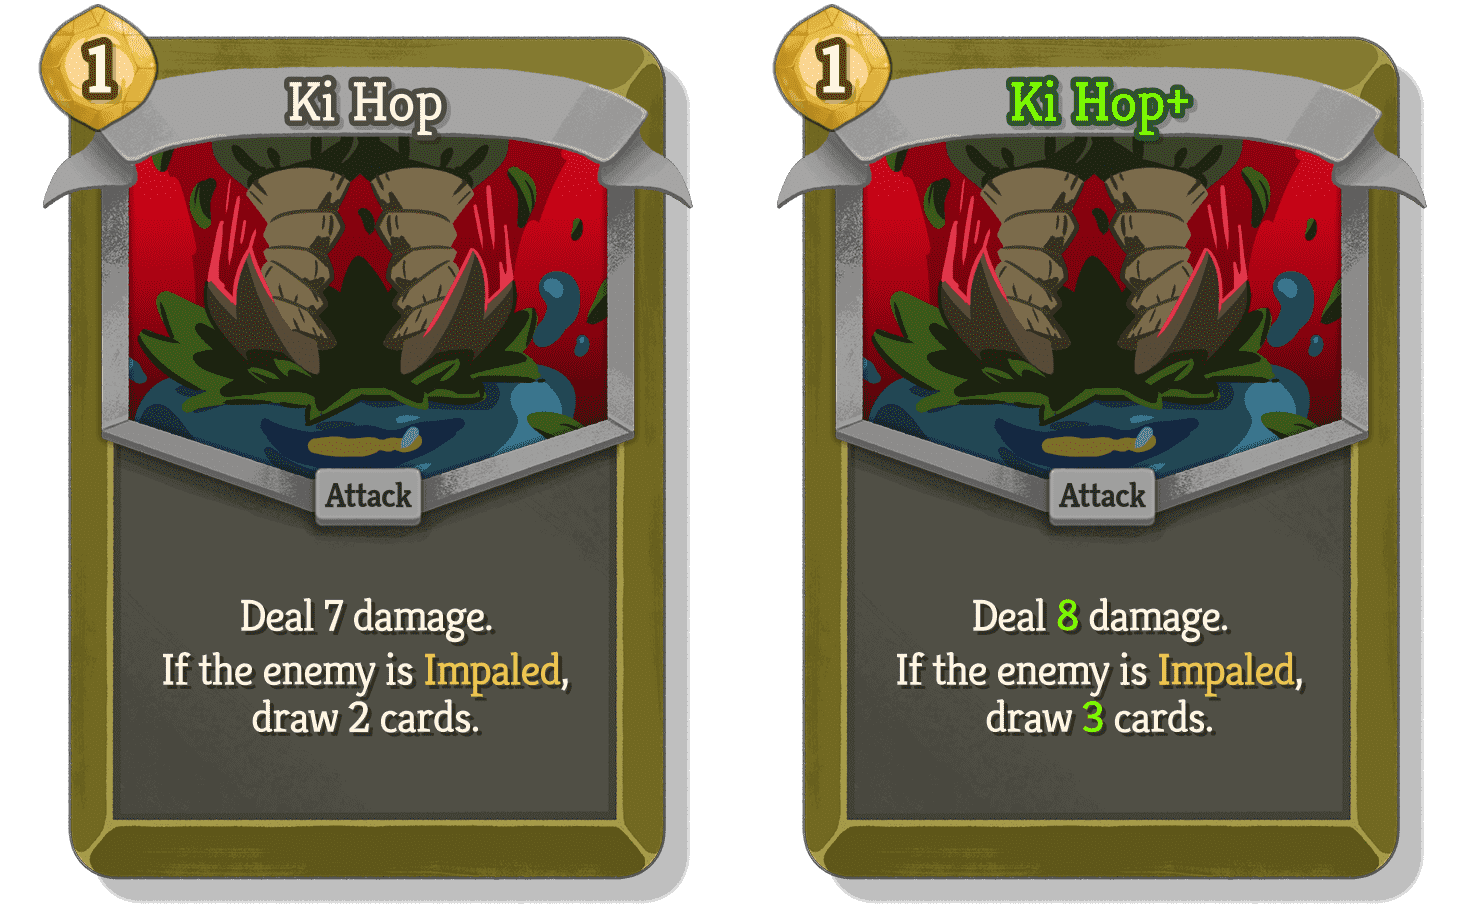 1
Ki Hop
Attack
Deal 7 damage.
If the enemy is Impaled,
draw 2 cards.
1
Ki Hop+
Attack
Deal 8 damage.
If the enemy is Impaled,
draw 3 cards.